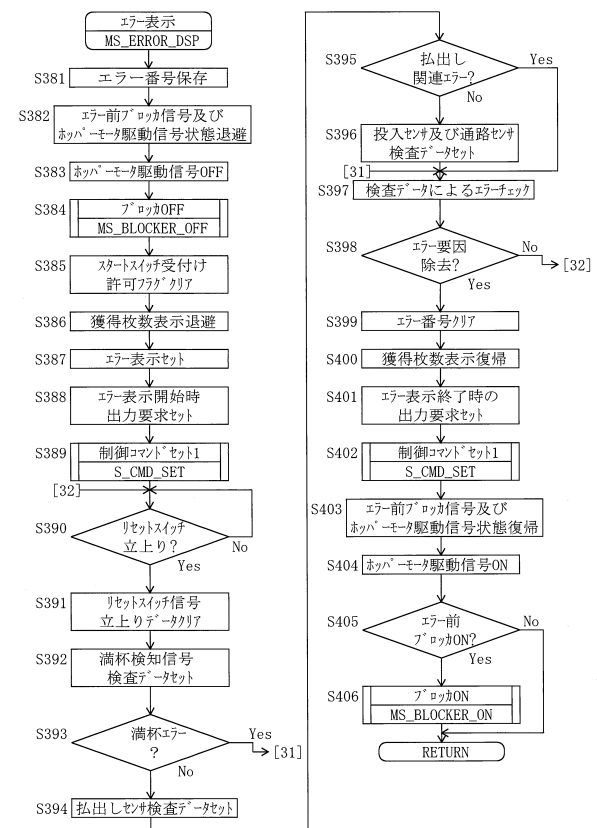 エラー表示
MS_ERROR_DSP
S381 エラー番号保存
S382 エラー前ブロッカ信号及び
ホッパーモータ駆動信号状態退避
S383 ホッパーモータ駆動信号OFF
S384 ブロッカOFF
MS_BLOCKER_OFF
S385 スタートスイッチ受付け
許可フラグクリア
S386 獲得枚数表示退避
S387 エラー表示セット
S388 エラー表示開始時
出力要求セット
S389 制御コマンドセット1
S_CMD_SET
[32]
S390 リセットスイッチ
立上り?
No
Yes
S391 リセットスイッチ信号
立上りデータクリア
S392 満杯検知信号
検査データセット
S393 満杯エラー
?
Yes
[31]
No
S394 払出しセンサ検査データセット
S395 払出し
関連エラー?
Yes
No
S396 投入センサ及び通路センサ
検査データセット
[31]
S397 検査データによるエラーチェック
S398 エラー要因
除去?
No
[32]
Yes
S399 エラー番号クリア
S400 獲得枚数表示復帰
S401 エラー表示終了時の
出力要求セット
S402 制御コマンドセット1
S_CMD_SET
S403 エラー前ブロッカ信号及び
ホッパーモータ駆動信号状態復帰
S404 ホッパーモータ駆動信号ON
S405 エラー前
ブロッカON?
No
Yes
S406 ブロッカON
MS_BLOCKER_ON
RETURN